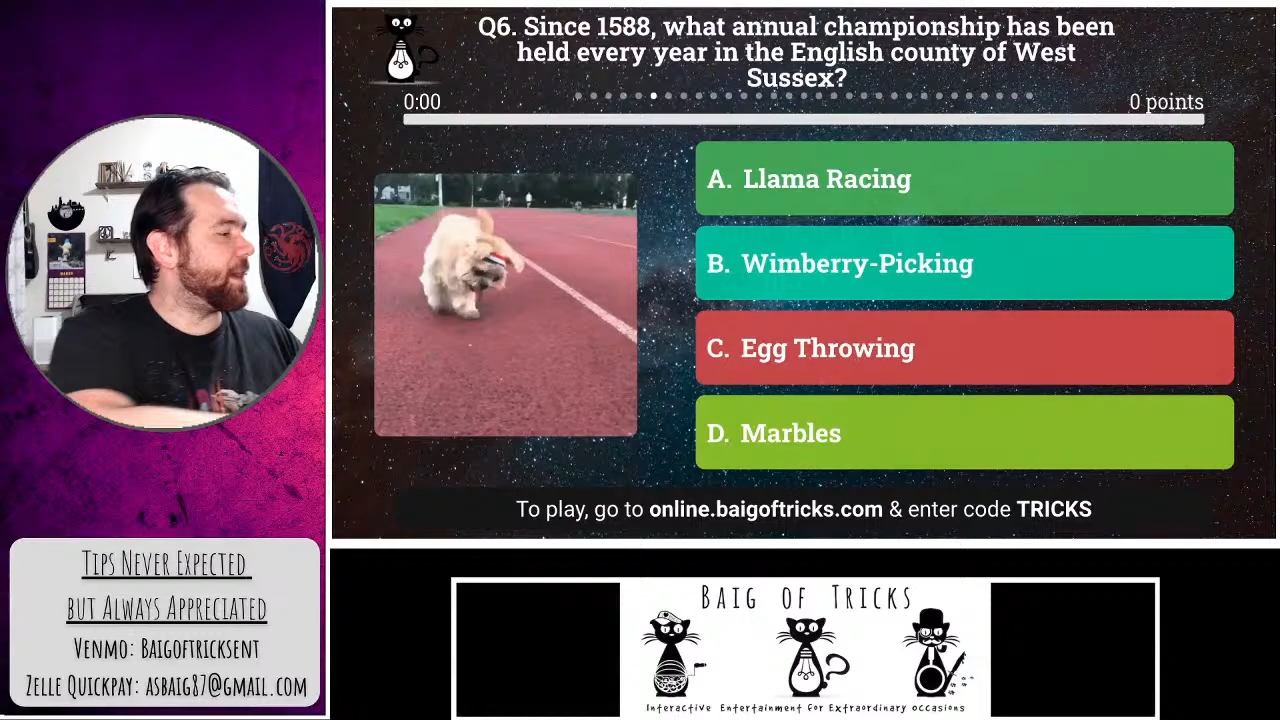 Q6. Since 1588, what annual championship has been
held every year in the English county of West
Sussex?
0:00
0 points
A. Llama Racing
B. Wimberry-Picking
C. Egg Throwing
D. Marbles
To play, go to online.baigoftricks.com & enter code TRICKS
Tips Never Expected
but Always Appreciated
Venmo: Baigoftricksent
Zelle Quickpay: asbaig87@gmail.com
Baig of Tricks
Interactive Entertainment for Extraordinary Occasions